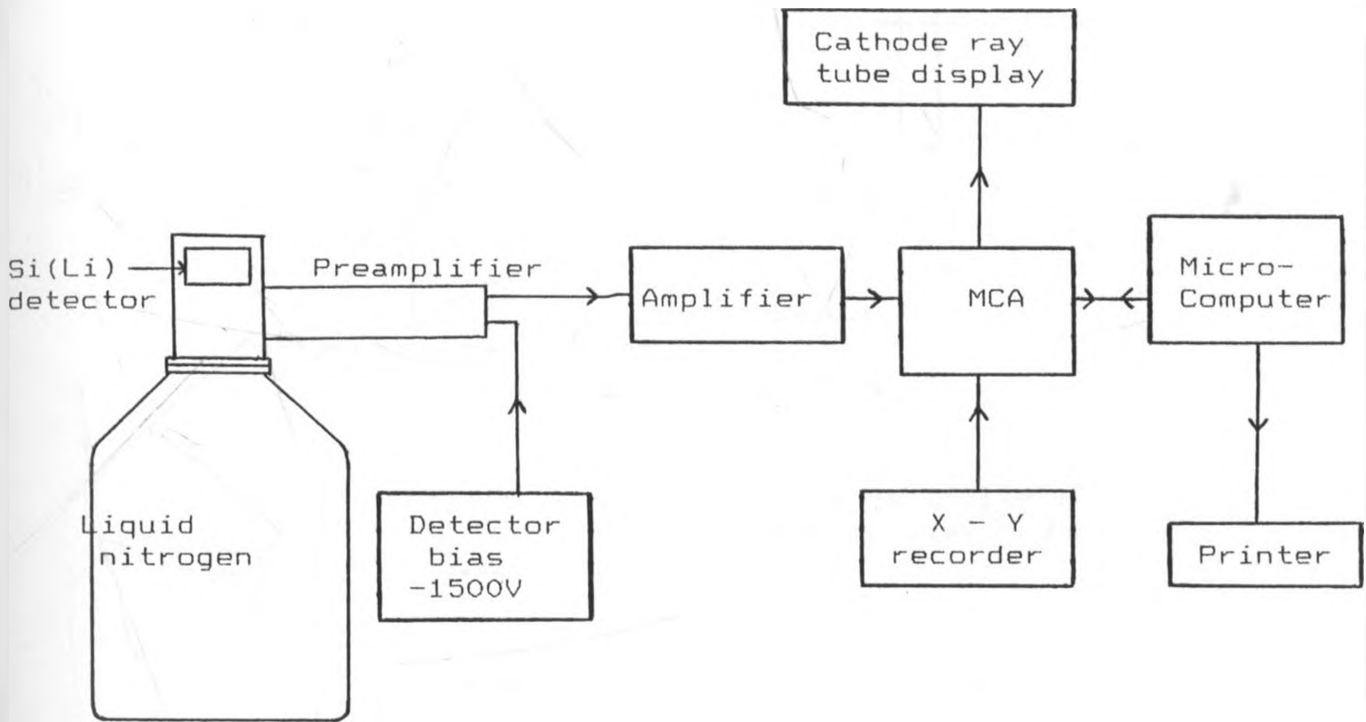 Cathode ray
tube display
Si(Li)
detector
Preamplifier
Amplifier
MCA
Micro-
Computer
Liquid
nitrogen
Detector
bias
-1500V
X - Y
recorder
Printer